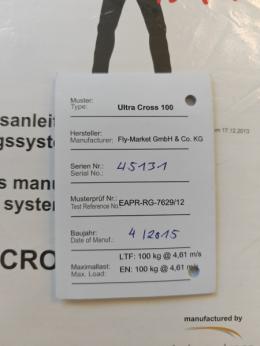 Muster:
Type: Ultra Cross 100
m 17.12.2013
sanleit
Hersteller:
Manufacturer: Fly-Market GmbH & Co. KG
gssyste
Serien Nr.:
Serial No.: 45131
s manu
Musterprüf Nr.
Test Reference No. EAPR-RG-7629/12
system
Baujahr:
Date of Manuf.: 4/2015
CRO
LTF: 100 kg @ 4,61 m/s
Maximallast: EN: 100 kg @ 4,61 m/s
Max. Load:
manufactured by